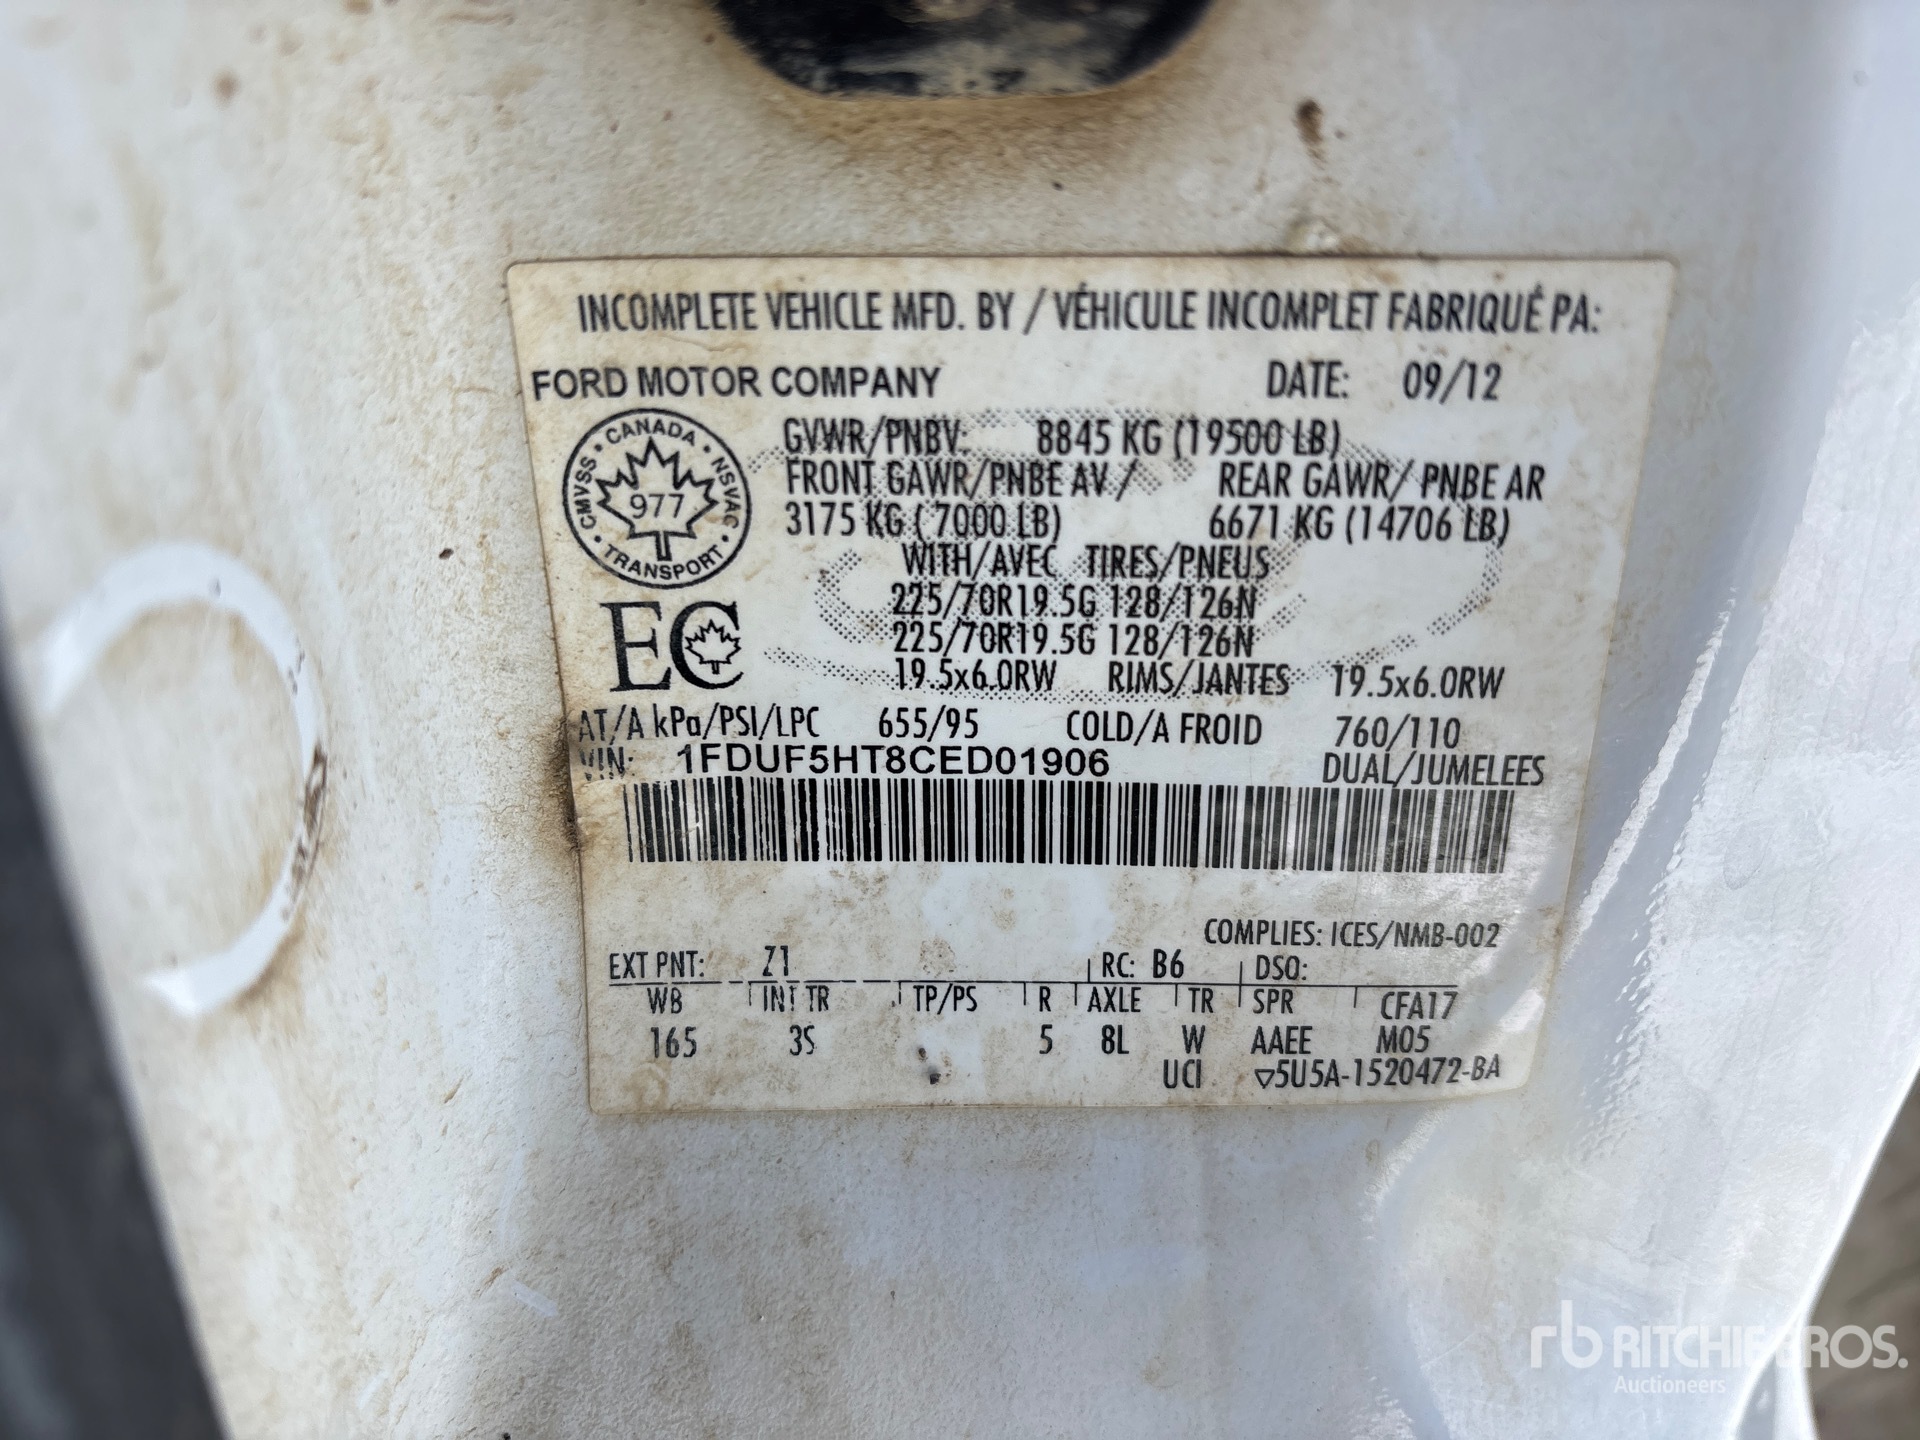 INCOMPLETE VEHICLE MFD. BY / VÉHICULE INCOMPLET FABRIQUÉ PA:
FORD MOTOR COMPANY DATE: 09/12
CANADA
CMVSS 977 NSVAC
TRANSPORT
GVWR/PNBV: 8845 KG (19500 LB)
FRONT GAWR/PNBE AV / REAR GAWR/ PNBE AR
3175 KG ( 7000 LB) 6671 KG (14706 LB)
WITH/AVEC TIRES/PNEUS
225/70R19.5G 128/126N
225/70R19.5G 128/126N
EC
19.5x6.0RW RIMS/JANTES 19.5x6.0RW
AT/A kPa/PSI/LPC 655/95 COLD/A FROID 760/110
VIN: 1FDUF5HT8CED01906 DUAL/JUMELEES
COMPLIES: ICES/NMB-002
EXT PNT: Z1 RC: B6 DSO:
WB INT TR TP/PS R AXLE TR SPR CFA17
165 3S 5 8L W AAEE M05
UCI ▽5U5A-1520472-BA
rb RITCHIE BROS.
Auctioneers